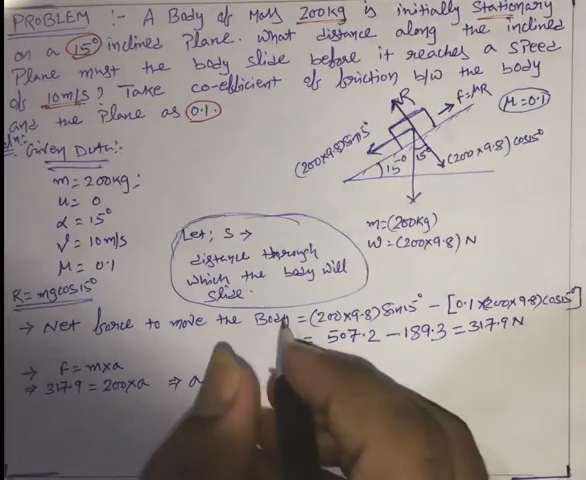 PROBLEM :- A Body of Mass 200kg is initially Stationary
on a 15° inclined Plane. What distance along the inclined
Plane must the body slide before it reaches a speed
of 10m/s? Take co-efficient of friction b/w the body
and the Plane as 0.1.
Given Data:-
m=200kg
u = 0
α = 15°
V = 10m/s
M = 0.1
R = mgcos15°
R
f=μR
μ=0.1
(200×9.8)sin15°
15°
15°
(200×9.8)cos15°
m=(200kg)
W=(200×9.8)N
Let; S →
distance through
which the body will
slide.
→ Net force to move the Body = (200×9.8)Sin15° - [0.1×200×9.8)cos15°]
= 507.2 - 189.3 = 317.9N
→ F=m×a
⇒ 317.9 = 200×a ⇒ a